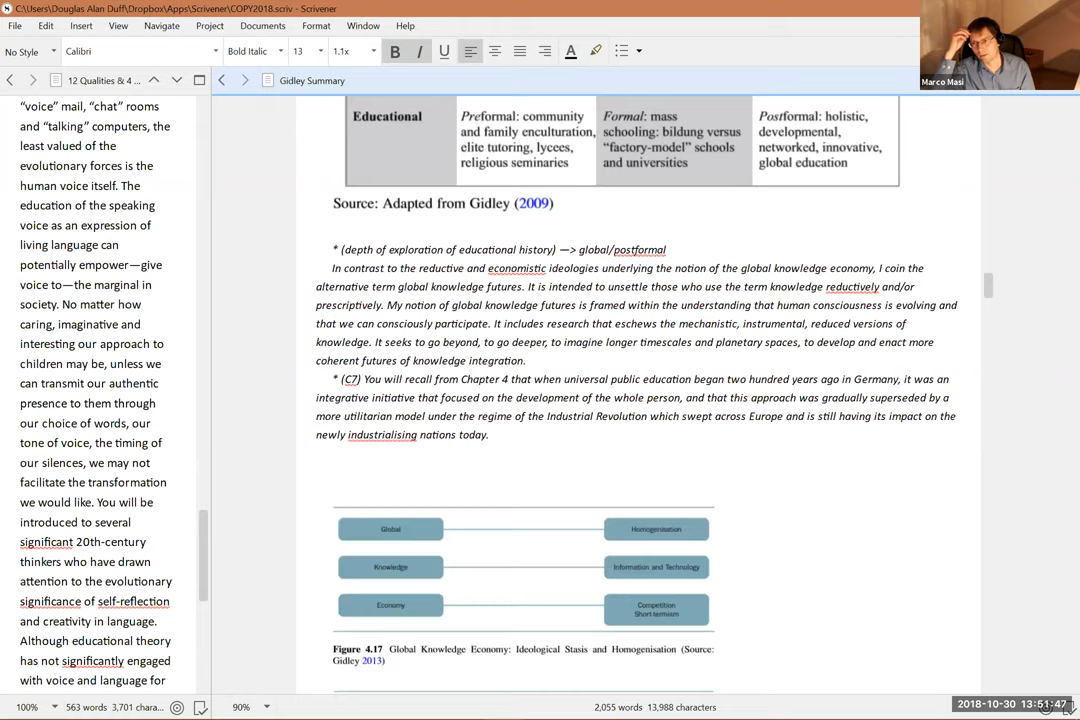 C:\Users\Douglas Alan Duff\Dropbox\Apps\Scrivener\COPY2018.scriv - Scrivener
File Edit Insert View Navigate Project Documents Format Window Help
No Style Calibri Bold Italic 13 1.1x B I U A
12 Qualities & 4 ... Gidley Summary
Marco Masi
"voice" mail, "chat" rooms
and "talking" computers, the
least valued of the
evolutionary forces is the
human voice itself. The
education of the speaking
voice as an expression of
living language can
potentially empower—give
voice to—the marginal in
society. No matter how
caring, imaginative and
interesting our approach to
children may be, unless we
can transmit our authentic
presence to them through
our choice of words, our
tone of voice, the timing of
our silences, we may not
facilitate the transformation
we would like. You will be
introduced to several
significant 20th-century
thinkers who have drawn
attention to the evolutionary
significance of self-reflection
and creativity in language.
Although educational theory
has not significantly engaged
with voice and language for
Educational
Preformal: community
and family enculturation,
elite tutoring, lycees,
religious seminaries
Formal: mass
schooling: bildung versus
"factory-model" schools
and universities
Postformal: holistic,
developmental,
networked, innovative,
global education
Source: Adapted from Gidley (2009)
* (depth of exploration of educational history) —> global/postformal
In contrast to the reductive and economistic ideologies underlying the notion of the global knowledge economy, I coin the
alternative term global knowledge futures. It is intended to unsettle those who use the term knowledge reductively and/or
prescriptively. My notion of global knowledge futures is framed within the understanding that human consciousness is evolving and
that we can consciously participate. It includes research that eschews the mechanistic, instrumental, reduced versions of
knowledge. It seeks to go beyond, to go deeper, to imagine longer timescales and planetary spaces, to develop and enact more
coherent futures of knowledge integration.
* (C7) You will recall from Chapter 4 that when universal public education began two hundred years ago in Germany, it was an
integrative initiative that focused on the development of the whole person, and that this approach was gradually superseded by a
more utilitarian model under the regime of the Industrial Revolution which swept across Europe and is still having its impact on the
newly industrialising nations today.
Global
Homogenisation
Knowledge
Information and Technology
Economy
Competition
Short-termism
Figure 4.17 Global Knowledge Economy: Ideological Stasis and Homogenisation (Source:
Gidley 2013)
100% 563 words 3,701 chara... 90% 2,055 words 13,988 characters
2018-10-30 13:51:47